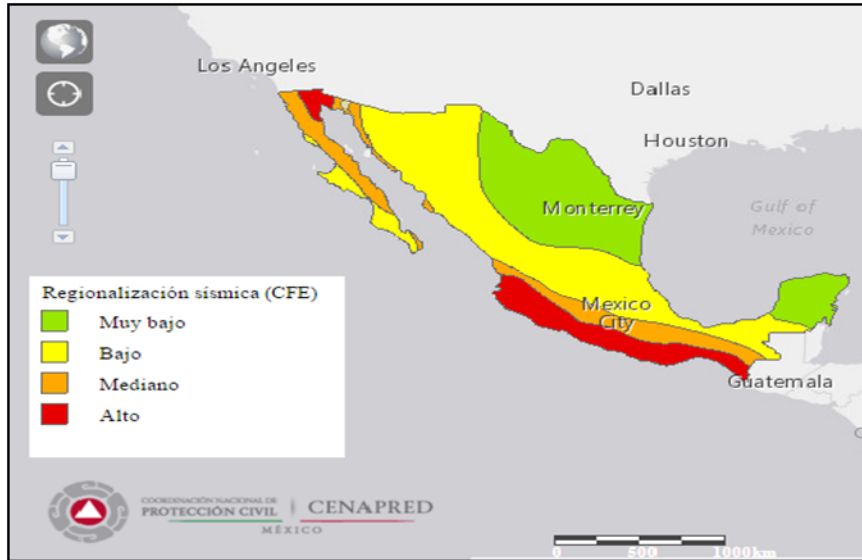 Los Angeles
Dallas
Houston
Monterrey
Gulf of
Mexico
Mexico
City
Guatemala
Regionalización sísmica (CFE)
Muy bajo
Bajo
Mediano
Alto
COORDINACIÓN NACIONAL DE
PROTECCIÓN CIVIL
MÉXICO
CENAPRED
0
500
1000km